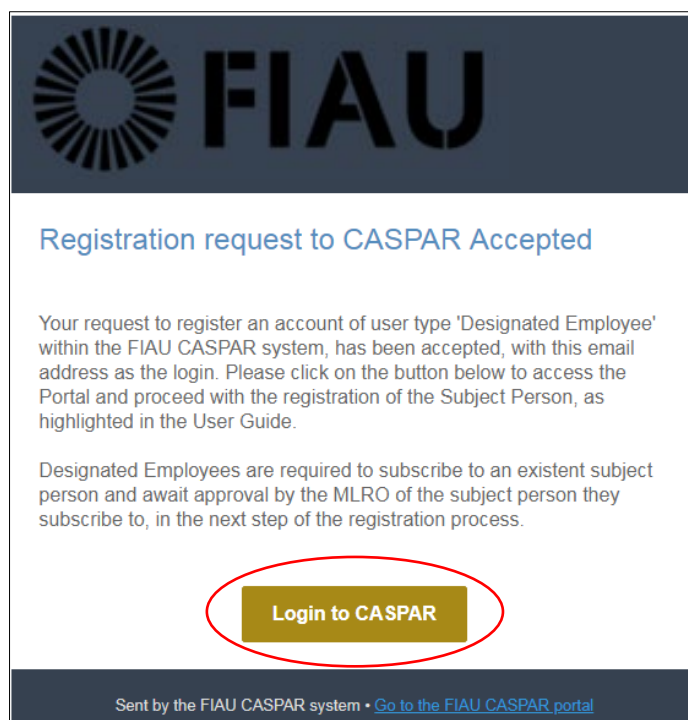 FIAU
Registration request to CASPAR Accepted
Your request to register an account of user type 'Designated Employee'
within the FIAU CASPAR system, has been accepted, with this email
address as the login. Please click on the button below to access the
Portal and proceed with the registration of the Subject Person, as
highlighted in the User Guide.
Designated Employees are required to subscribe to an existent subject
person and await approval by the MLRO of the subject person they
subscribe to, in the next step of the registration process.
Login to CASPAR
Sent by the FIAU CASPAR system • Go to the FIAU CASPAR portal